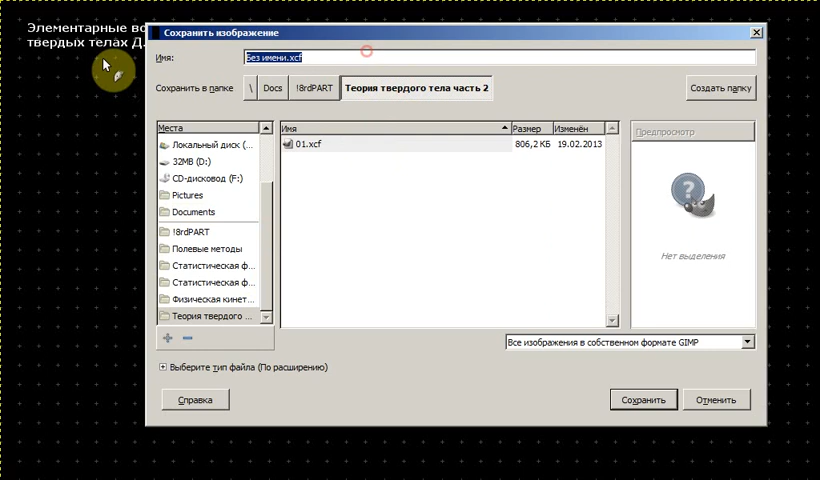 Элементарные во
твердых телах Д.
Сохранить изображение
Имя:
Без имени.xcf
Сохранить в папке
\
Docs
!8rdPART
Теория твердого тела часть 2
Создать папку
Места
Локальный диск (...
32MB (D:)
CD-дисковод (F:)
Pictures
Documents
!8rdPART
Полевые методы
Статистическая ф...
Статистическая ф...
Физическая кинет...
Теория твердого ...
Имя
Размер
Изменён
01.xcf
806,2 КБ
19.02.2013
Предпросмотр
Нет выделения
Все изображения в собственном формате GIMP
Выберите тип файла (По расширению)
Справка
Сохранить
Отменить